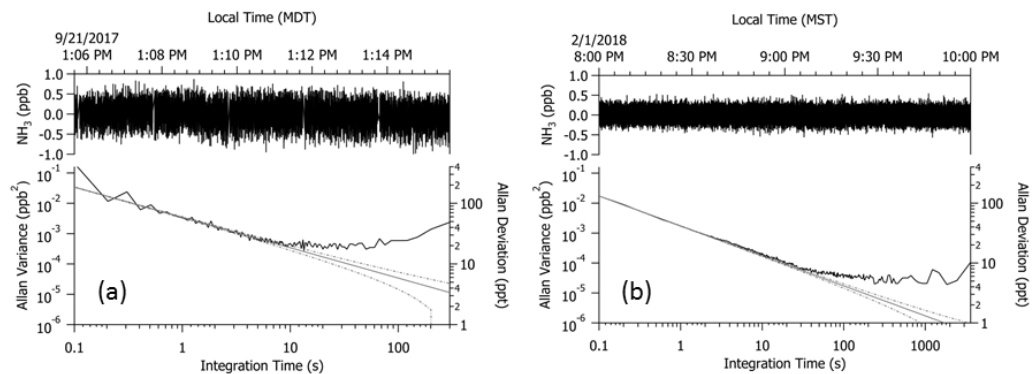 Local Time (MDT)
9/21/2017
1:06 PM 1:08 PM 1:10 PM 1:12 PM 1:14 PM
NH3 (ppb)
1.0
0.5
0.0
-0.5
-1.0
Allan Variance (ppb²)
10⁻¹
10⁻²
10⁻³
10⁻⁴
10⁻⁵
10⁻⁶
4
2
100
4
2
10
4
2
1
Allan Deviation (ppt)
(a)
0.1 1 10 100
Integration Time (s)
Local Time (MST)
2/1/2018
8:00 PM 8:30 PM 9:00 PM 9:30 PM 10:00 PM
NH3 (ppb)
1.0
0.5
0.0
-0.5
-1.0
Allan Variance (ppb²)
10⁻¹
10⁻²
10⁻³
10⁻⁴
10⁻⁵
10⁻⁶
4
2
100
4
2
10
4
2
1
Allan Deviation (ppt)
(b)
0.1 1 10 100 1000
Integration Time (s)